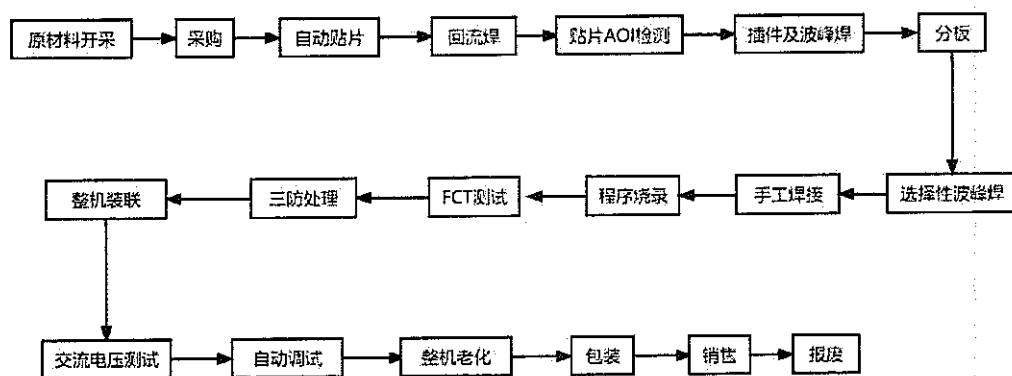 原材料开采
采购
自动贴片
回流焊
贴片AOI检测
插件及波峰焊
分板
选择性波峰焊
手工焊接
程序烧录
FCT测试
三防处理
整机装联
交流电压测试
自动调试
整机老化
包装
销售
报废